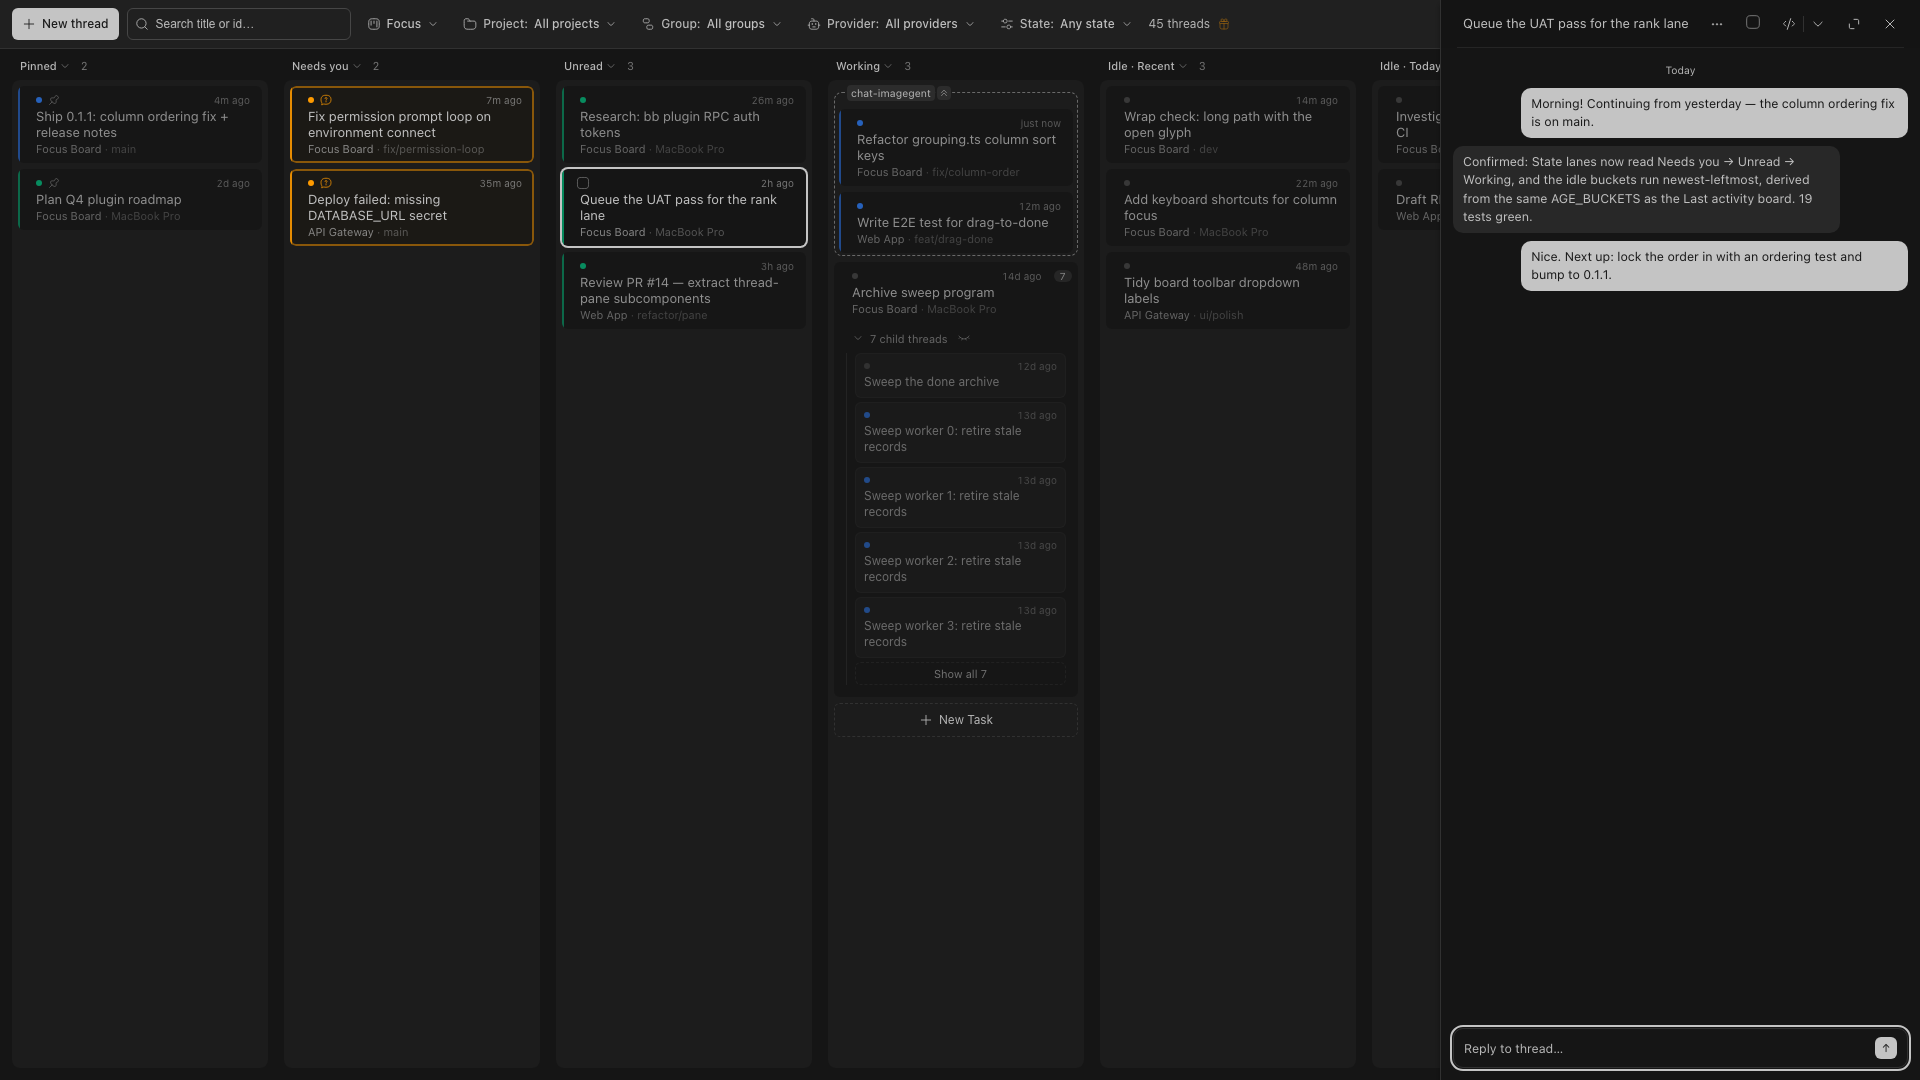 New thread
Search title or id…
Focus
Project: All projects
Group: All groups
Provider: All providers
State: Any state
45 threads
Pinned 2
4m ago
Ship 0.1.1: column ordering fix +
release notes
Focus Board · main
2d ago
Plan Q4 plugin roadmap
Focus Board · MacBook Pro
Needs you 2
7m ago
Fix permission prompt loop on
environment connect
Focus Board · fix/permission-loop
35m ago
Deploy failed: missing
DATABASE_URL secret
API Gateway · main
Unread 3
26m ago
Research: bb plugin RPC auth
tokens
Focus Board · MacBook Pro
2h ago
Queue the UAT pass for the rank
lane
Focus Board · MacBook Pro
3h ago
Review PR #14 — extract thread-
pane subcomponents
Web App · refactor/pane
Working 3
chat-imagegent
just now
Refactor grouping.ts column sort
keys
Focus Board · fix/column-order
12m ago
Write E2E test for drag-to-done
Web App · feat/drag-done
14d ago 7
Archive sweep program
Focus Board · MacBook Pro
7 child threads
12d ago
Sweep the done archive
13d ago
Sweep worker 0: retire stale
records
13d ago
Sweep worker 1: retire stale
records
13d ago
Sweep worker 2: retire stale
records
13d ago
Sweep worker 3: retire stale
records
Show all 7
New Task
Idle · Recent 3
14m ago
Wrap check: long path with the
open glyph
Focus Board · dev
22m ago
Add keyboard shortcuts for column
focus
Focus Board · MacBook Pro
48m ago
Tidy board toolbar dropdown
labels
API Gateway · ui/polish
Idle · Today
CI
Web App
Queue the UAT pass for the rank lane
Today
Morning! Continuing from yesterday — the column ordering fix
is on main.
Confirmed: State lanes now read Needs you → Unread →
Working, and the idle buckets run newest-leftmost, derived
from the same AGE_BUCKETS as the Last activity board. 19
tests green.
Nice. Next up: lock the order in with an ordering test and
bump to 0.1.1.
Reply to thread…